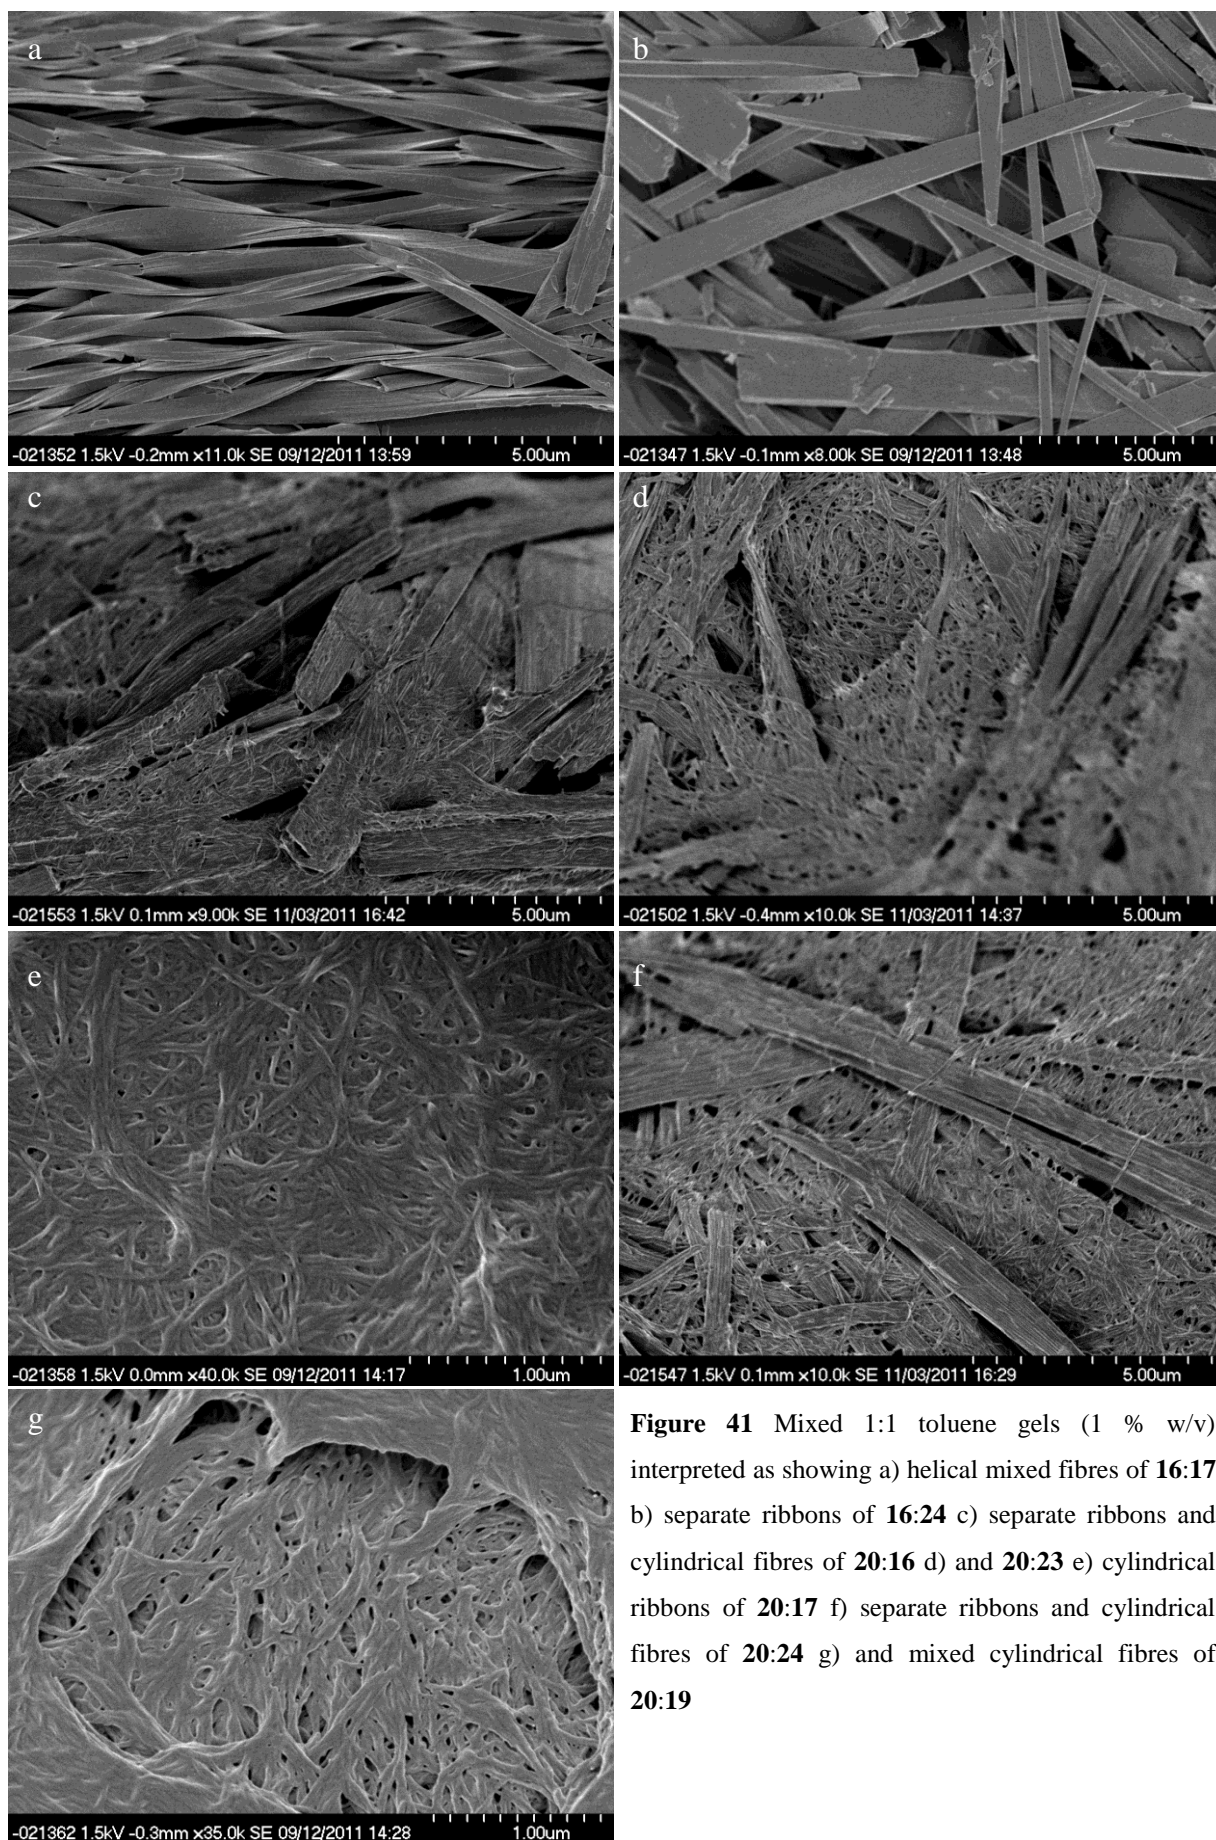 a
b
-021352 1.5kV -0.2mm x11.0k SE 09/12/2011 13:59 5.00um
-021347 1.5kV -0.1mm x8.00k SE 09/12/2011 13:48 5.00um
c
d
-021553 1.5kV 0.1mm x9.00k SE 11/03/2011 16:42 5.00um
-021502 1.5kV -0.4mm x10.0k SE 11/03/2011 14:37 5.00um
e
f
-021358 1.5kV 0.0mm x40.0k SE 09/12/2011 14:17 1.00um
-021547 1.5kV 0.1mm x10.0k SE 11/03/2011 16:29 5.00um
g
-021362 1.5kV -0.3mm x35.0k SE 09/12/2011 14:28 1.00um
Figure 41 Mixed 1:1 toluene gels (1 % w/v)
interpreted as showing a) helical mixed fibres of 16:17
b) separate ribbons of 16:24 c) separate ribbons and
cylindrical fibres of 20:16 d) and 20:23 e) cylindrical
ribbons of 20:17 f) separate ribbons and cylindrical
fibres of 20:24 g) and mixed cylindrical fibres of
20:19